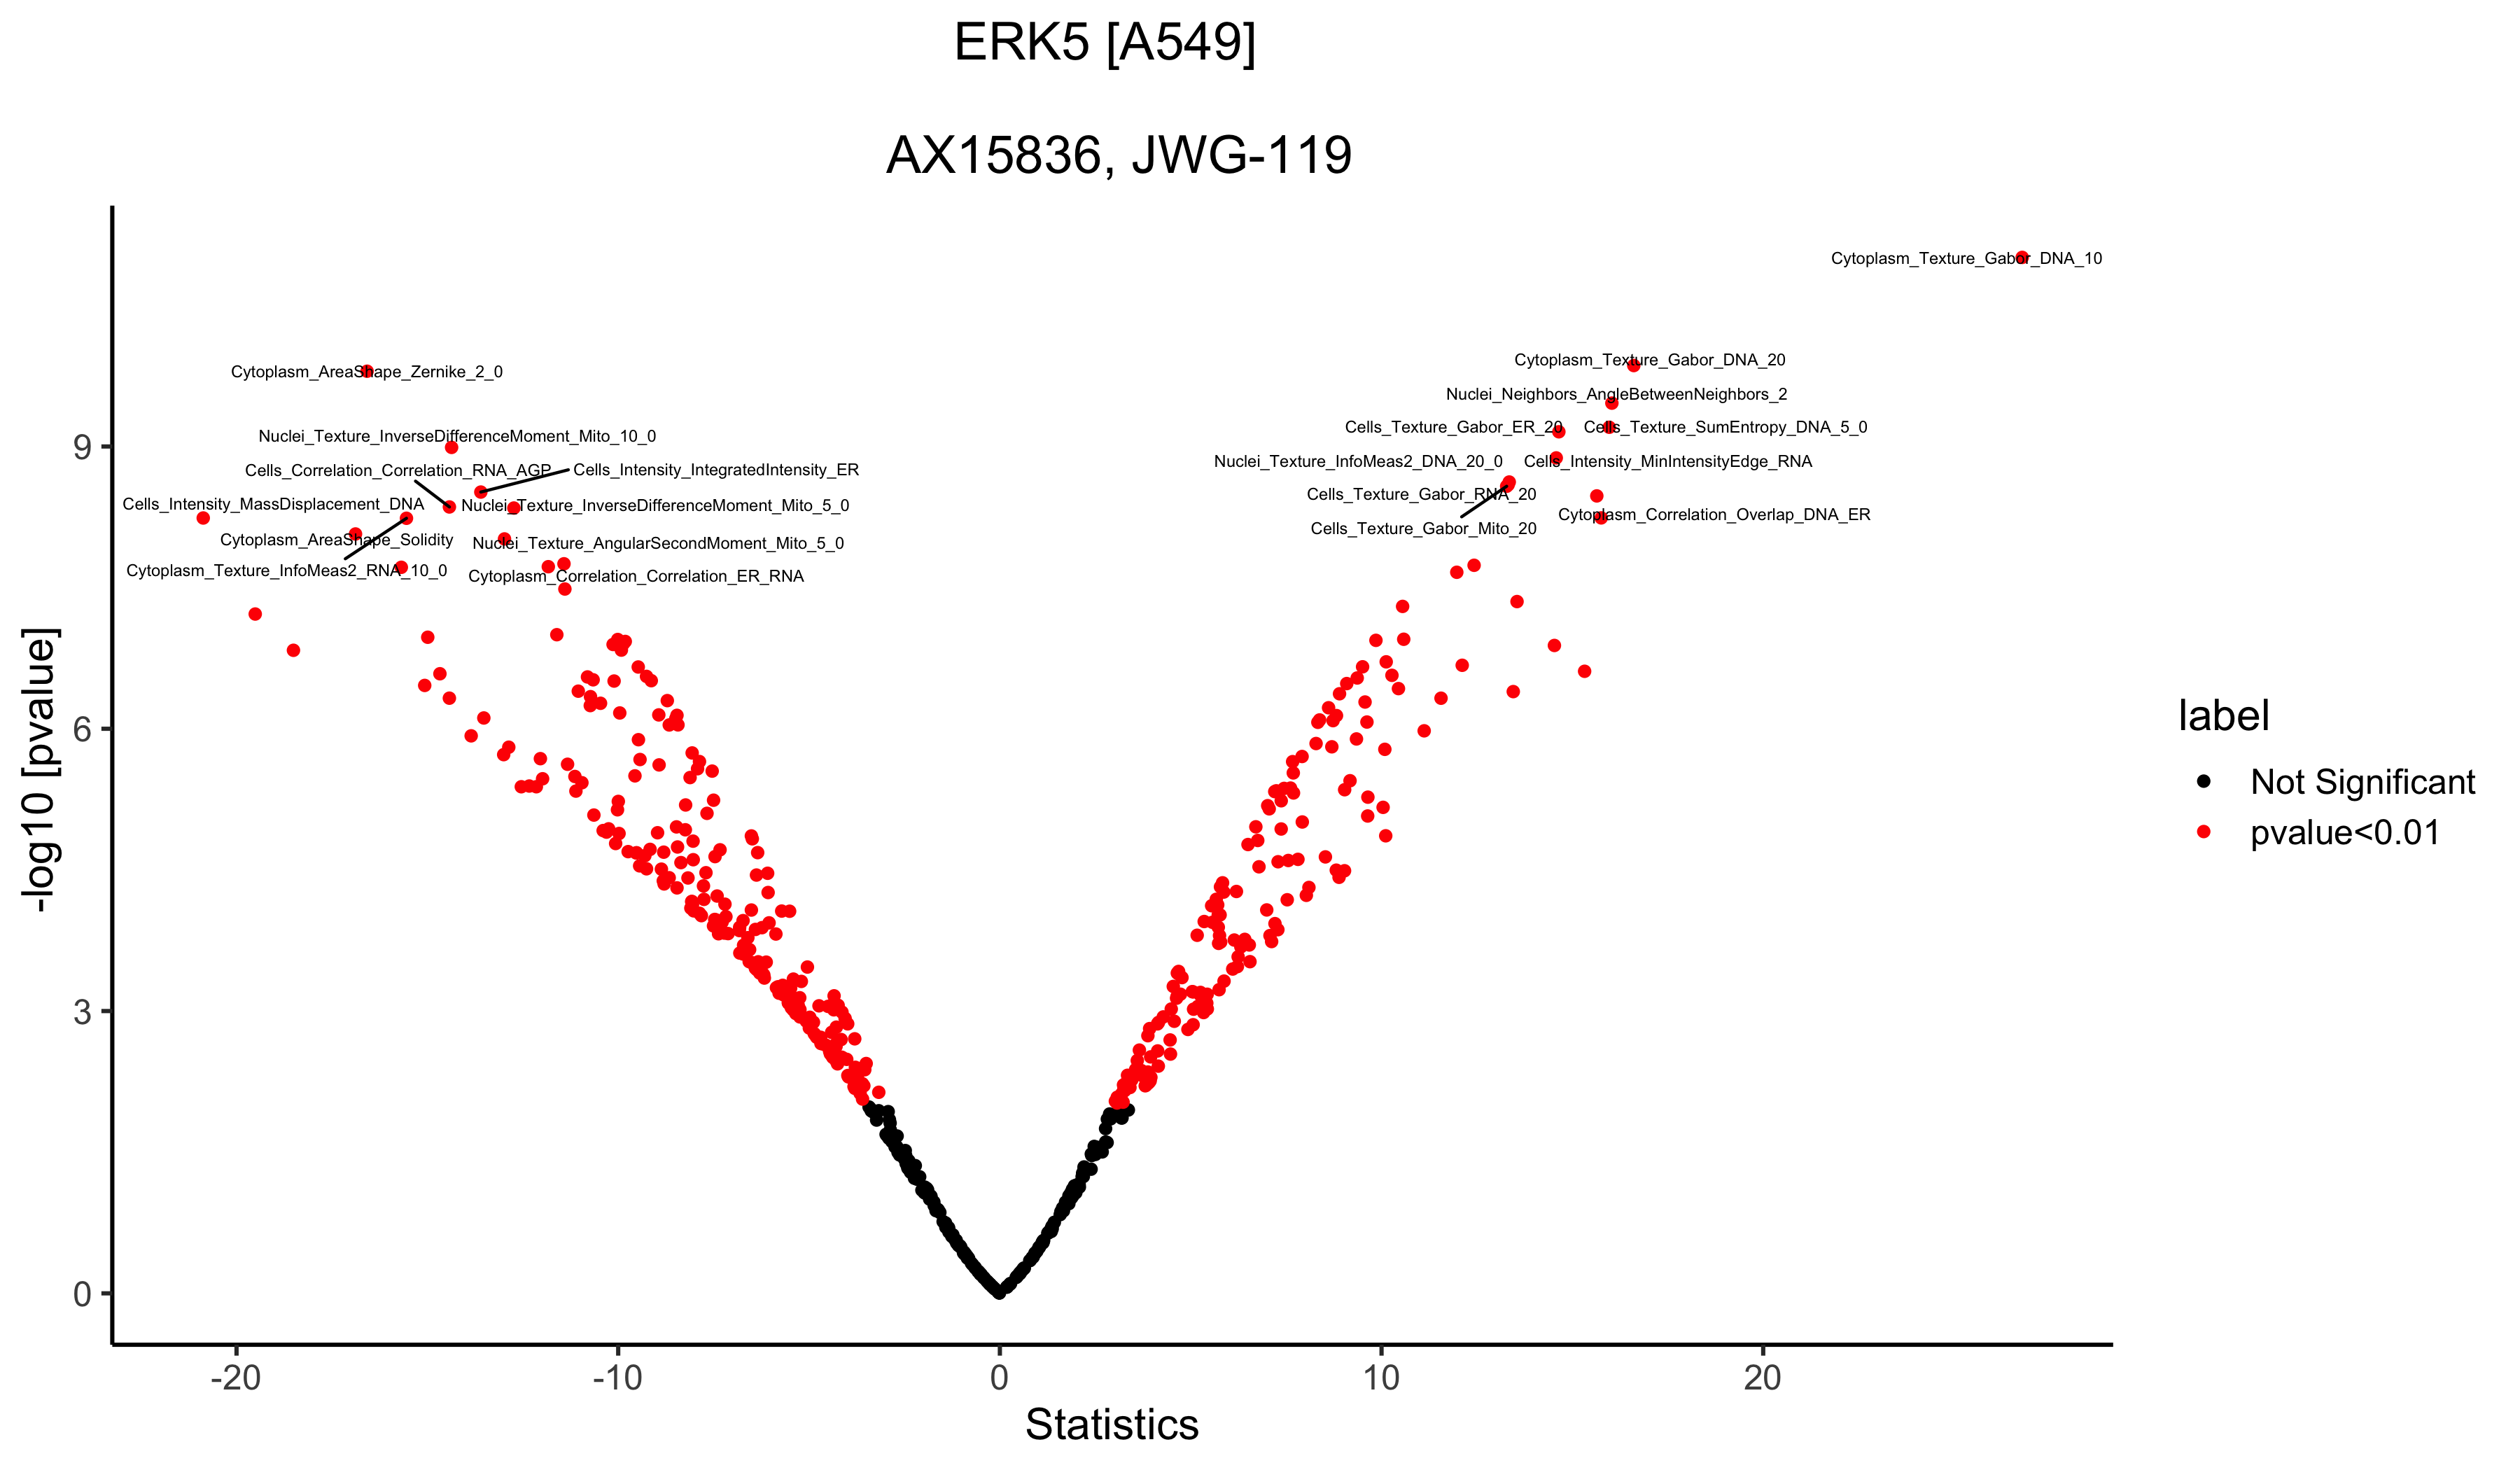 ERK5 [A549]
AX15836, JWG-119
Cytoplasm_Texture_Gabor_DNA_10
Cytoplasm_Texture_Gabor_DNA_20
Cytoplasm_AreaShape_Zernike_2_0
Nuclei_Neighbors_AngleBetweenNeighbors_2
Cells_Texture_Gabor_ER_20
Cells_Texture_SumEntropy_DNA_5_0
Nuclei_Texture_InverseDifferenceMoment_Mito_10_0
Nuclei_Texture_InfoMeas2_DNA_20_0
Cells_Intensity_MinIntensityEdge_RNA
Cells_Correlation_Correlation_RNA_AGP
Cells_Intensity_IntegratedIntensity_ER
Cells_Texture_Gabor_RNA_20
Cells_Intensity_MassDisplacement_DNA
Nuclei_Texture_InverseDifferenceMoment_Mito_5_0
Cytoplasm_Correlation_Overlap_DNA_ER
Cells_Texture_Gabor_Mito_20
Cytoplasm_AreaShape_Solidity
Nuclei_Texture_AngularSecondMoment_Mito_5_0
Cytoplasm_Texture_InfoMeas2_RNA_10_0
Cytoplasm_Correlation_Correlation_ER_RNA
9
6
3
0
-log10 [pvalue]
-20
-10
0
10
20
Statistics
label
Not Significant
pvalue<0.01